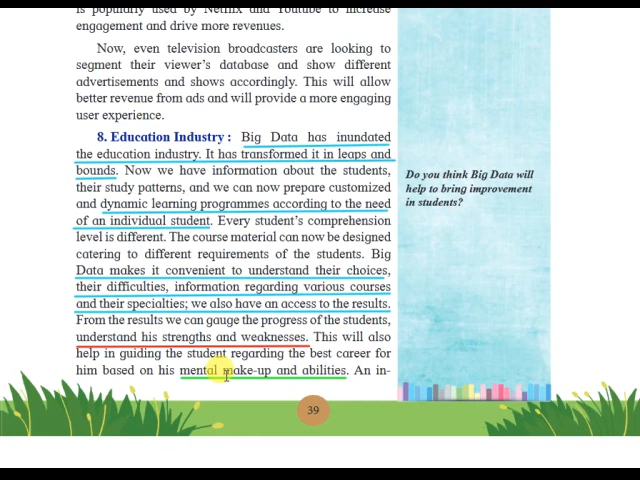 is popularly used by Netflix and Youtube to increase
engagement and drive more revenues.
Now, even television broadcasters are looking to
segment their viewer's database and show different
advertisements and shows accordingly. This will allow
better revenue from ads and will provide a more engaging
user experience.
8. Education Industry : Big Data has inundated
the education industry. It has transformed it in leaps and
bounds. Now we have information about the students,
their study patterns, and we can now prepare customized
and dynamic learning programmes according to the need
of an individual student. Every student's comprehension
level is different. The course material can now be designed
catering to different requirements of the students. Big
Data makes it convenient to understand their choices,
their difficulties, information regarding various courses
and their specialties; we also have an access to the results.
From the results we can gauge the progress of the students,
understand his strengths and weaknesses. This will also
help in guiding the student regarding the best career for
him based on his mental make-up and abilities. An in-
Do you think Big Data will
help to bring improvement
in students?
39